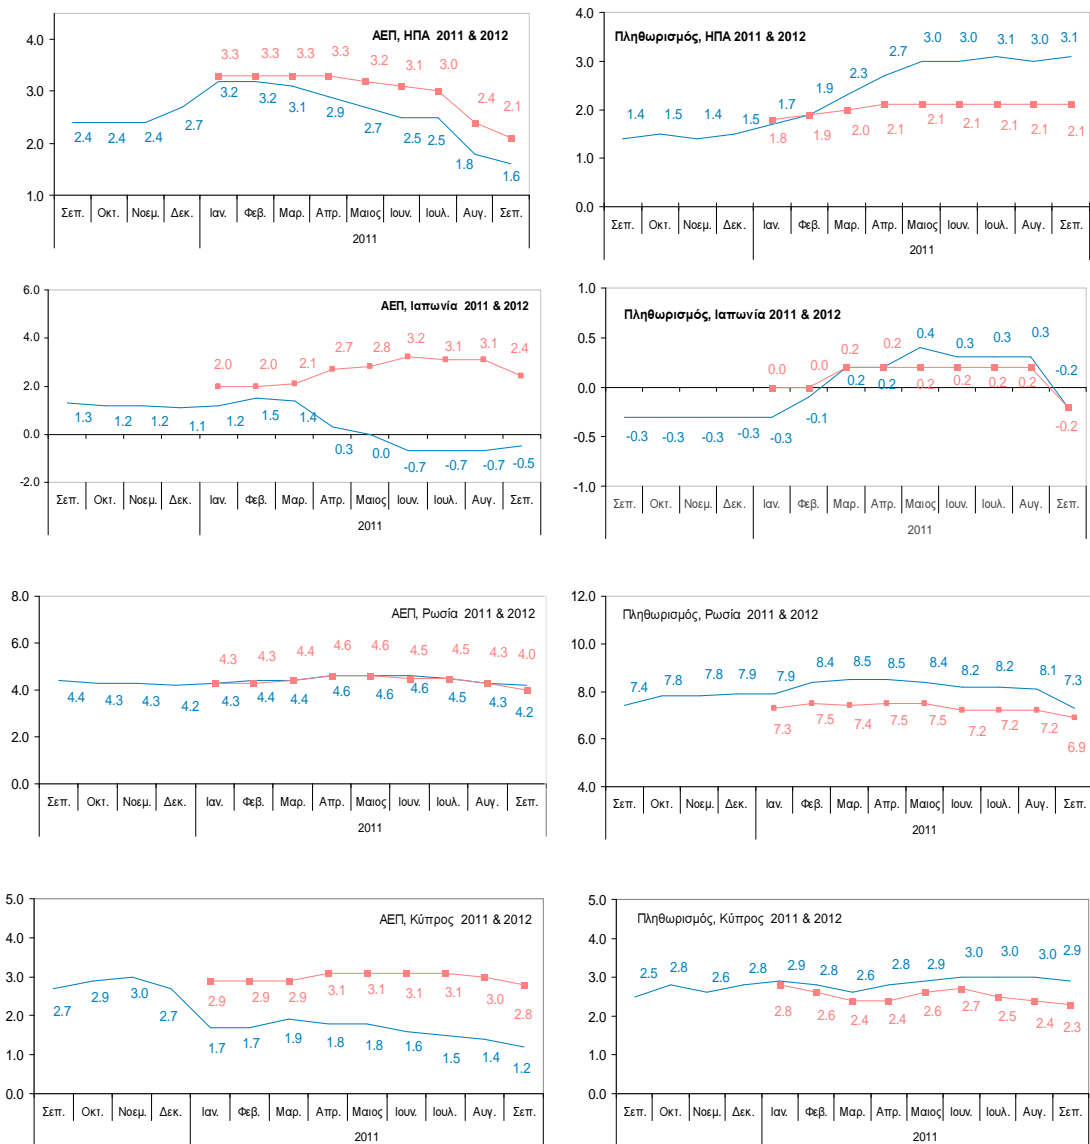 ΑΕΠ, ΗΠΑ 2011 & 2012
4.0
3.0
2.0
1.0
3.3 3.3 3.3 3.3 3.2 3.1 3.0 2.4 2.1
2.4 2.4 2.4 2.7 3.2 3.2 3.1 2.9 2.7 2.5 2.5 1.8 1.6
Σεπ. Οκτ. Νοεμ. Δεκ. Ιαν. Φεβ. Μαρ. Απρ. Μαιος Ιουν. Ιουλ. Αυγ. Σεπ.
2011
Πληθωρισμός, ΗΠΑ 2011 & 2012
4.0
3.0
2.0
1.0
0.0
1.4 1.5 1.4 1.5 1.7 1.9 2.3 2.7 3.0 3.0 3.1 3.0 3.1
1.8 1.9 2.0 2.1 2.1 2.1 2.1 2.1 2.1
Σεπ. Οκτ. Νοεμ. Δεκ. Ιαν. Φεβ. Μαρ. Απρ. Μαιος Ιουν. Ιουλ. Αυγ. Σεπ.
2011
ΑΕΠ, Ιαπωνία 2011 & 2012
6.0
4.0
2.0
0.0
-2.0
2.0 2.0 2.1 2.7 2.8 3.2 3.1 3.1 2.4
1.3 1.2 1.2 1.2 1.1 1.2 1.5 1.4 0.3 0.0 -0.7 -0.7 -0.7 -0.5
Σεπ. Οκτ. Νοεμ. Δεκ. Ιαν. Φεβ. Μαρ. Απρ. Μαιος Ιουν. Ιουλ. Αυγ. Σεπ.
2011
Πληθωρισμός, Ιαπωνία 2011 & 2012
1.0
0.5
0.0
-0.5
-1.0
0.0 0.0 0.2 0.2 0.2 0.2 0.2 0.2 -0.2
-0.3 -0.3 -0.3 -0.3 -0.3 -0.1 0.2 0.2 0.4 0.3 0.3 0.3 -0.2
Σεπ. Οκτ. Νοεμ. Δεκ. Ιαν. Φεβ. Μαρ. Απρ. Μαιος Ιουν. Ιουλ. Αυγ. Σεπ.
2011
ΑΕΠ, Ρωσία 2011 & 2012
8.0
6.0
4.0
2.0
0.0
4.3 4.3 4.4 4.6 4.6 4.5 4.5 4.3 4.0
4.4 4.3 4.3 4.2 4.3 4.4 4.4 4.6 4.6 4.6 4.5 4.3 4.2
Σεπ. Οκτ. Νοεμ. Δεκ. Ιαν. Φεβ. Μαρ. Απρ. Μαιος Ιουν. Ιουλ. Αυγ. Σεπ.
2011
Πληθωρισμός, Ρωσία 2011 & 2012
12.0
10.0
8.0
6.0
4.0
7.4 7.8 7.8 7.9 7.9 8.4 8.5 8.5 8.4 8.2 8.2 8.1 7.3
7.3 7.5 7.4 7.5 7.5 7.2 7.2 7.2 6.9
Σεπ. Οκτ. Νοεμ. Δεκ. Ιαν. Φεβ. Μαρ. Απρ. Μαιος Ιουν. Ιουλ. Αυγ. Σεπ.
2011
ΑΕΠ, Κύπρος 2011 & 2012
5.0
4.0
3.0
2.0
1.0
0.0
2.9 2.9 2.9 3.1 3.1 3.1 3.1 3.0 2.8
2.7 2.9 3.0 2.7 1.7 1.7 1.9 1.8 1.8 1.6 1.5 1.4 1.2
Σεπ. Οκτ. Νοεμ. Δεκ. Ιαν. Φεβ. Μαρ. Απρ. Μαιος Ιουν. Ιουλ. Αυγ. Σεπ.
2011
Πληθωρισμός, Κύπρος 2011 & 2012
5.0
4.0
3.0
2.0
1.0
0.0
2.5 2.8 2.6 2.8 2.9 2.8 2.6 2.8 2.9 3.0 3.0 3.0 2.9
2.8 2.6 2.4 2.4 2.6 2.7 2.5 2.4 2.3
Σεπ. Οκτ. Νοεμ. Δεκ. Ιαν. Φεβ. Μαρ. Απρ. Μαιος Ιουν. Ιουλ. Αυγ. Σεπ.
2011